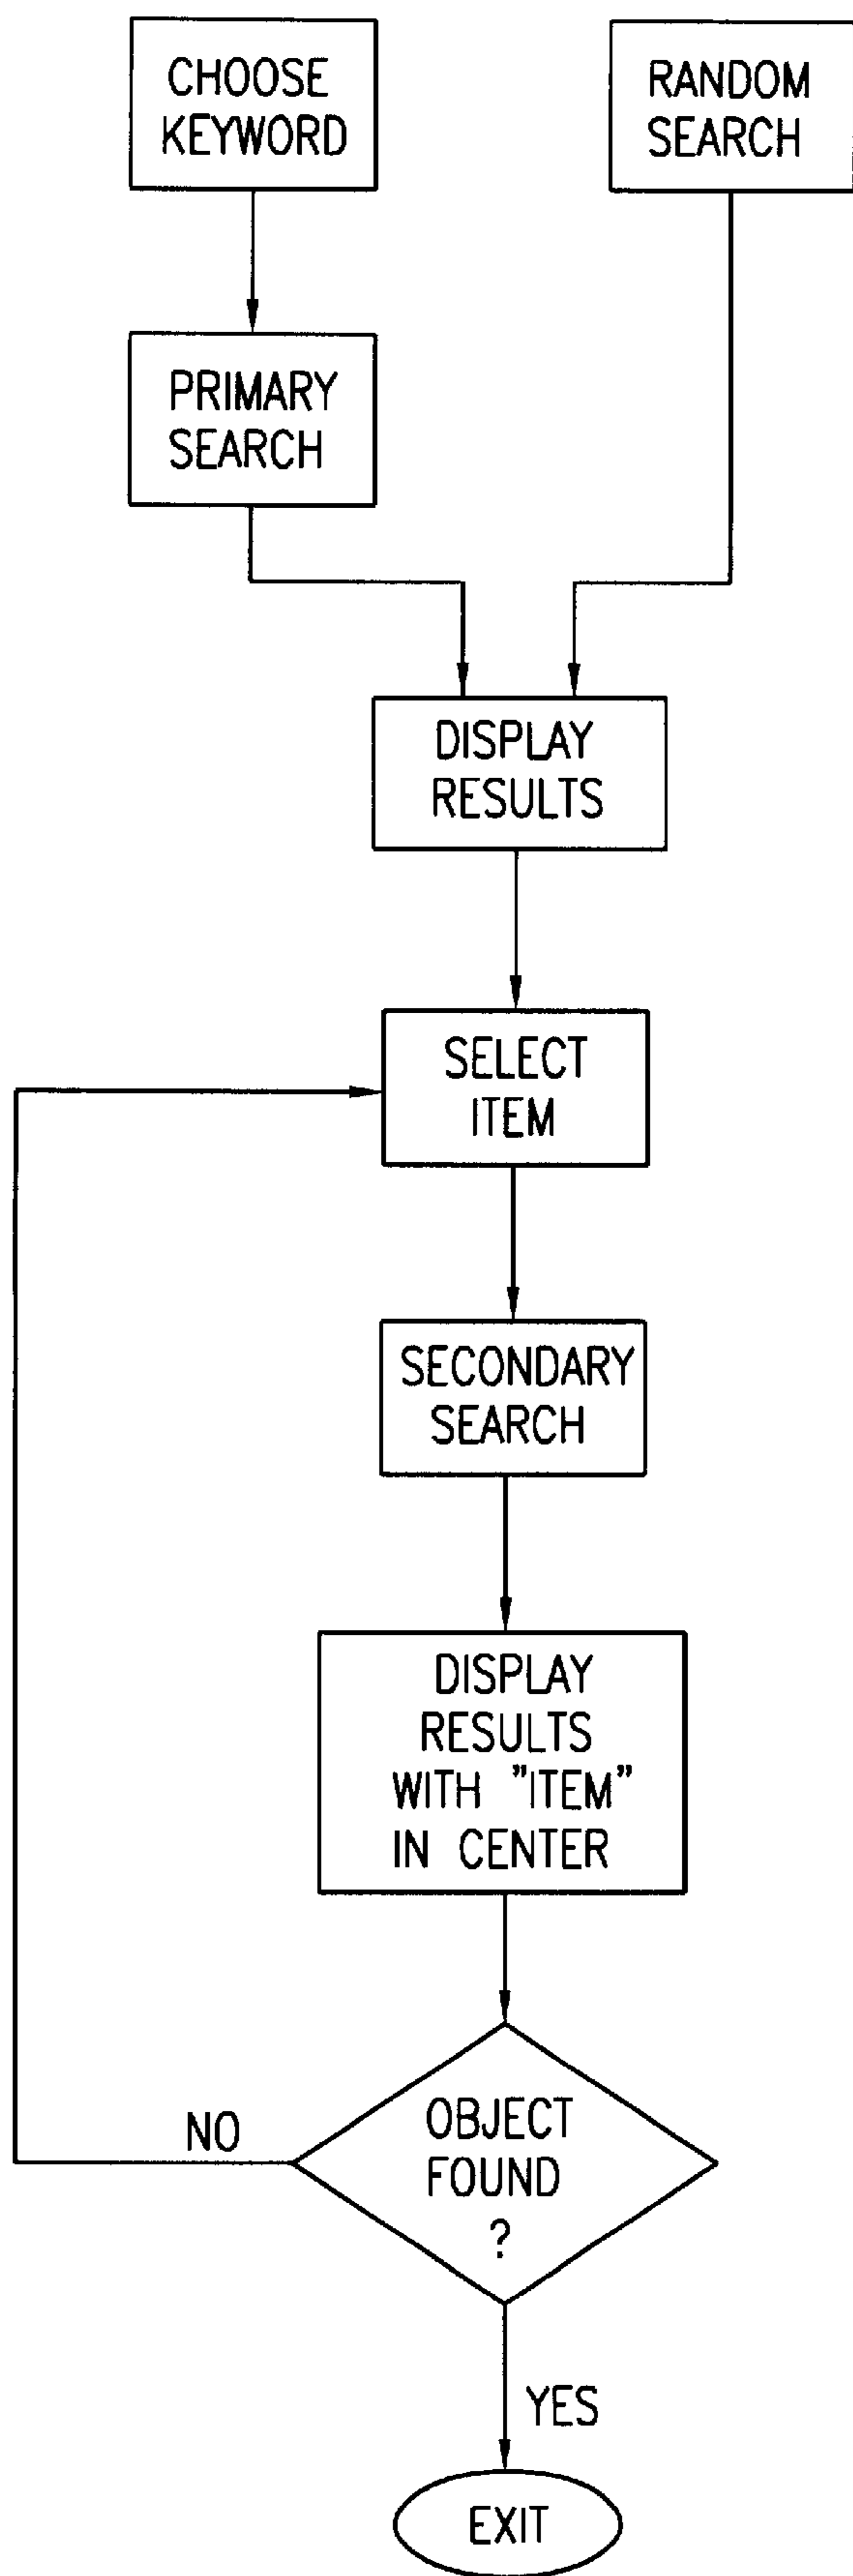 CHOOSE
KEYWORD
RANDOM
SEARCH
PRIMARY
SEARCH
DISPLAY
RESULTS
SELECT
ITEM
SECONDARY
SEARCH
DISPLAY
RESULTS
WITH "ITEM"
IN CENTER
OBJECT
FOUND
?
NO
YES
EXIT